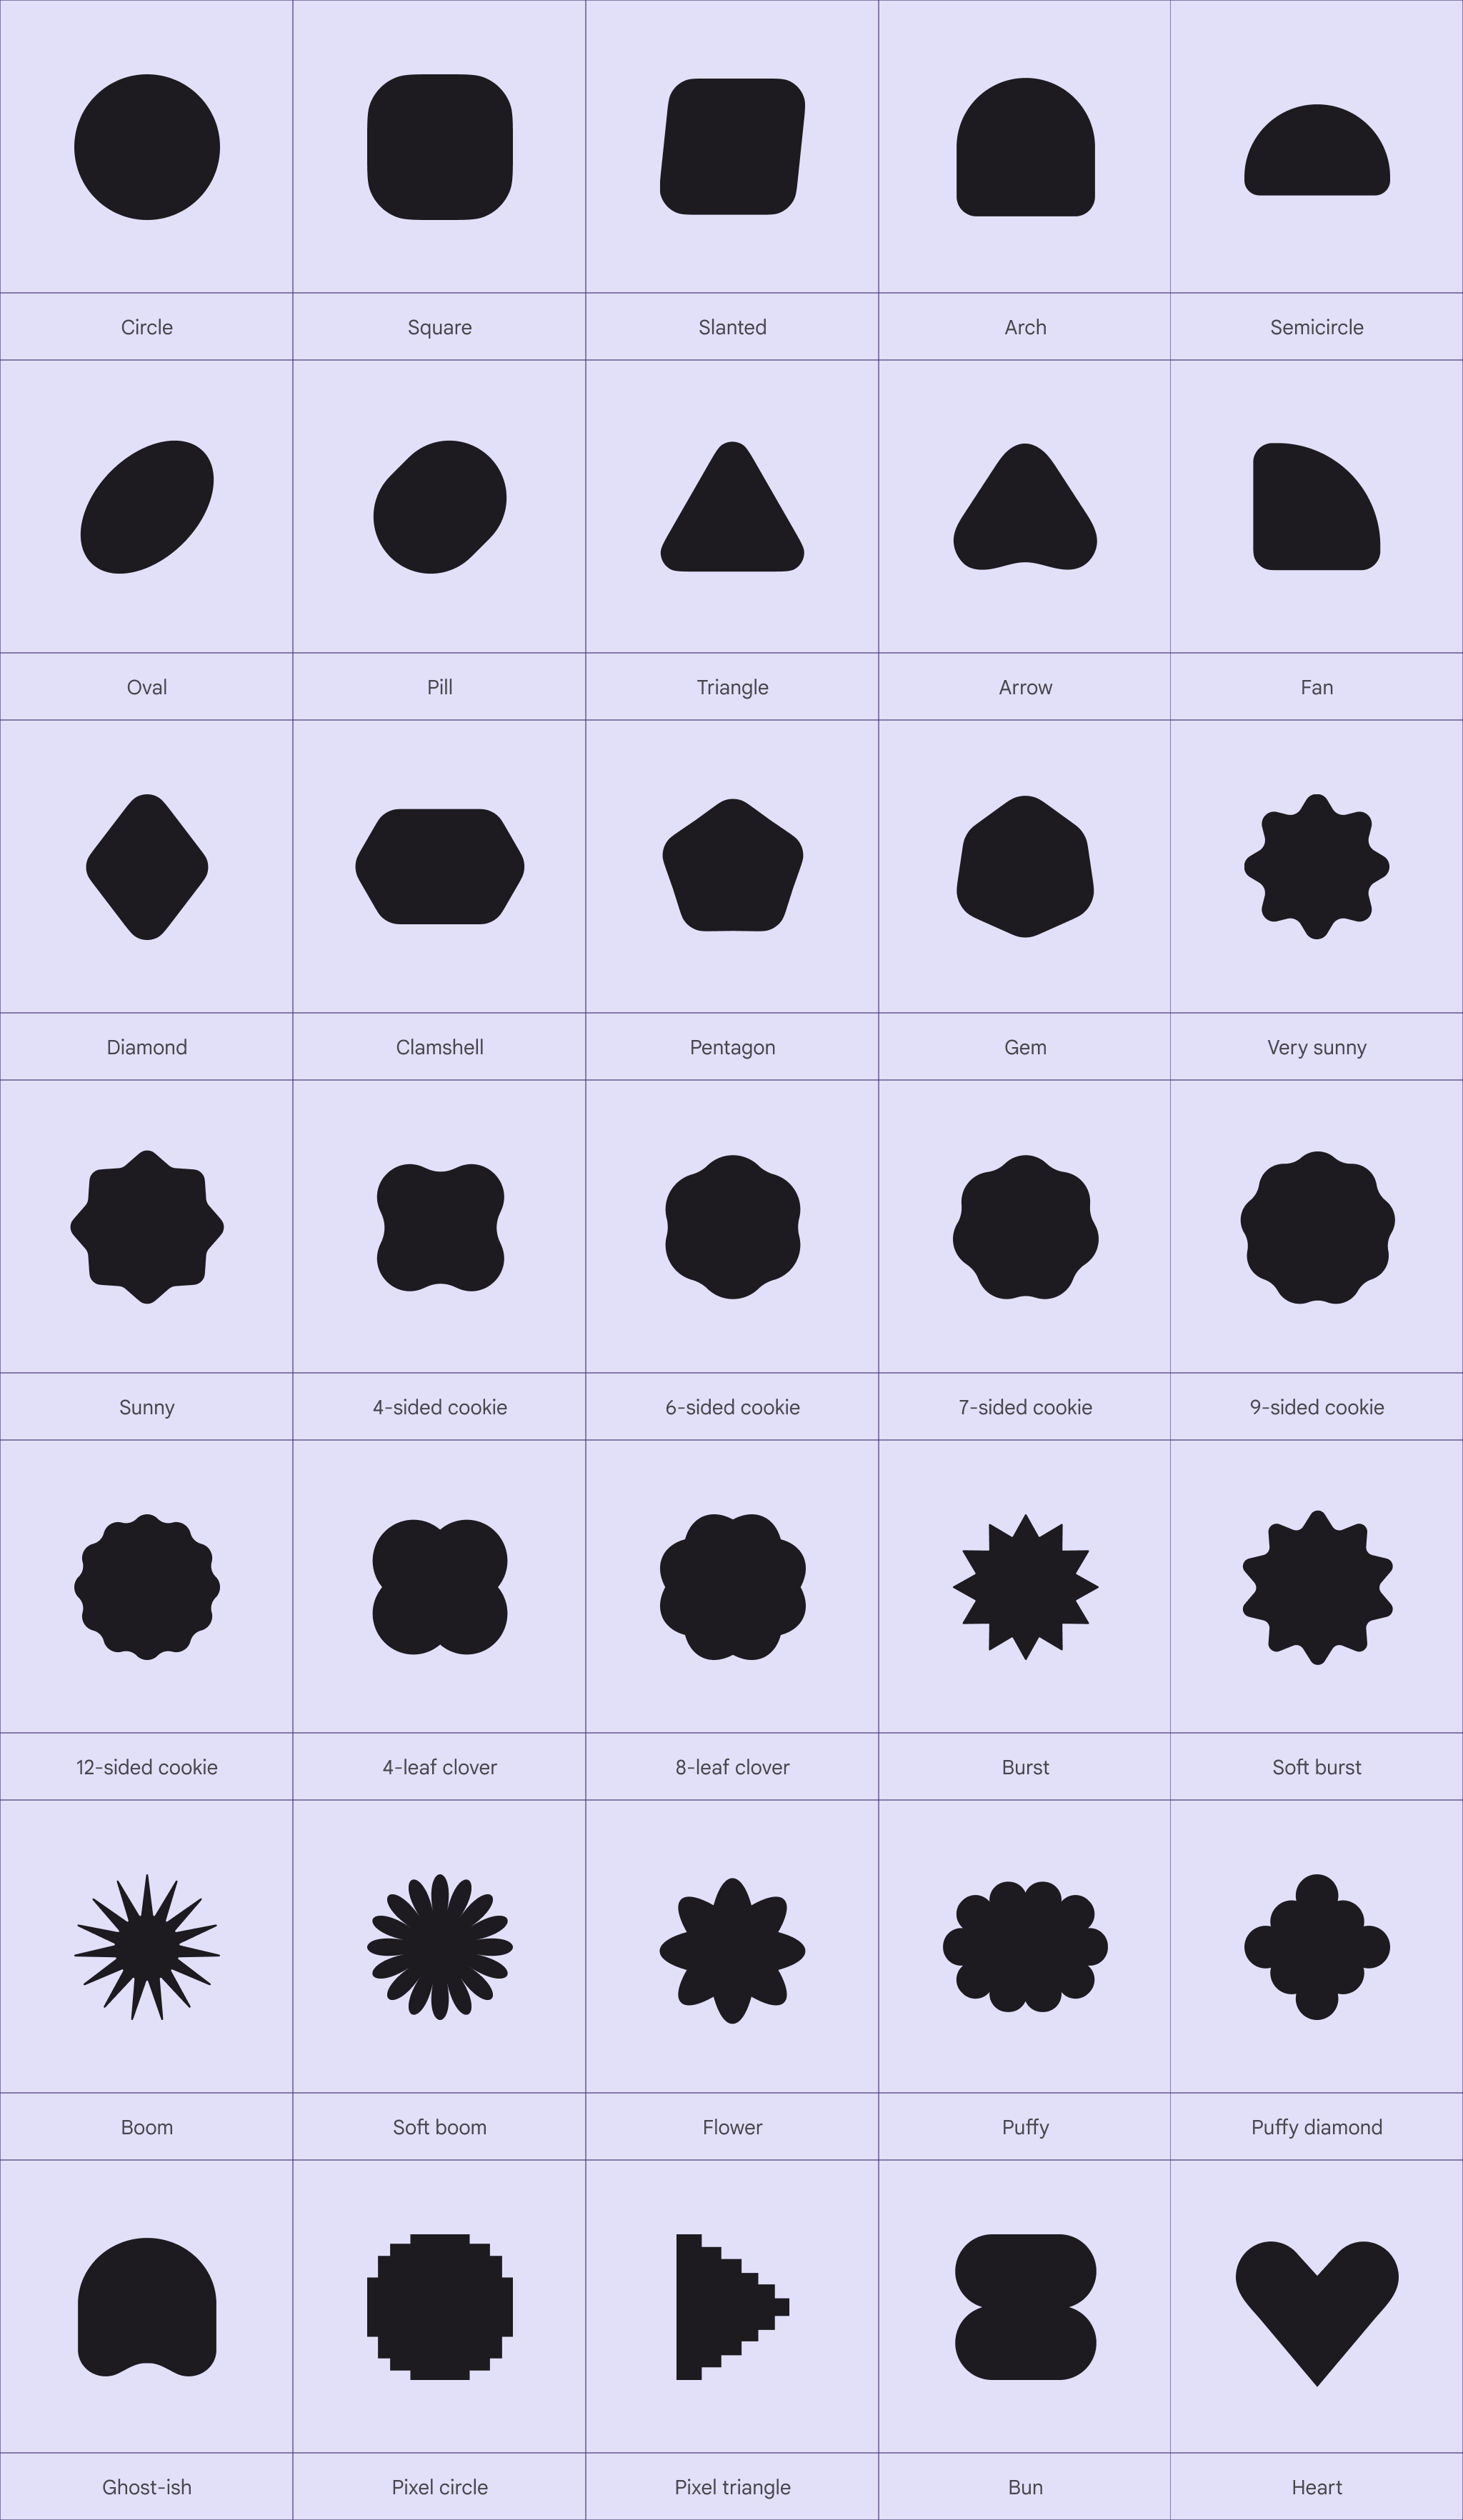 Circle
Square
Slanted
Arch
Semicircle
Oval
Pill
Triangle
Arrow
Fan
Diamond
Clamshell
Pentagon
Gem
Very sunny
Sunny
4-sided cookie
6-sided cookie
7-sided cookie
9-sided cookie
12-sided cookie
4-leaf clover
8-leaf clover
Burst
Soft burst
Boom
Soft boom
Flower
Puffy
Puffy diamond
Ghost-ish
Pixel circle
Pixel triangle
Bun
Heart